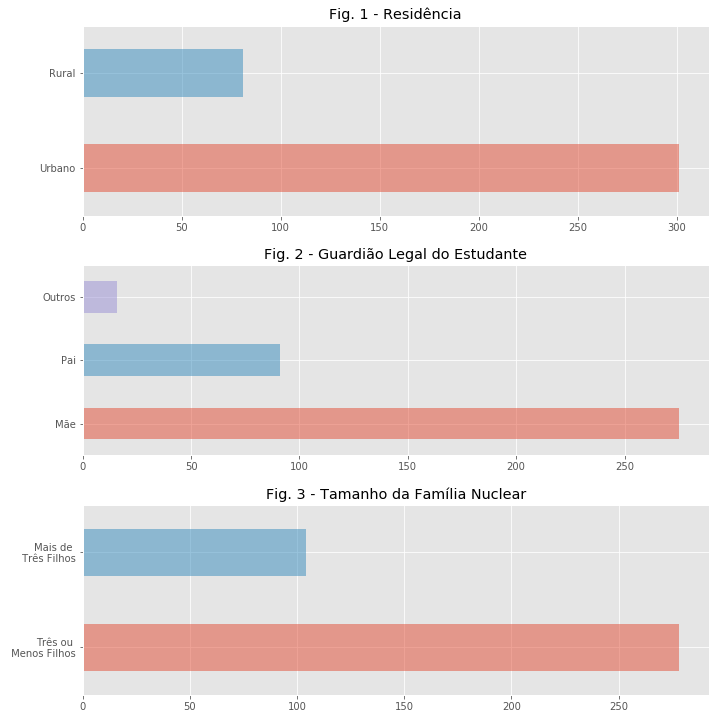 Fig. 1 - Residência
Rural
Urbano
0 50 100 150 200 250 300
Fig. 2 - Guardião Legal do Estudante
Outros
Pai
Mãe
0 50 100 150 200 250
Fig. 3 - Tamanho da Família Nuclear
Mais de
Três Filhos
Três ou
Menos Filhos
0 50 100 150 200 250